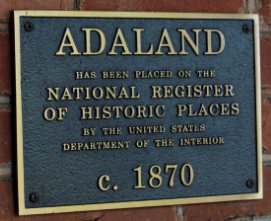 ADALAND
HAS BEEN PLACED ON THE
NATIONAL REGISTER
OF HISTORIC PLACES
BY THE UNITED STATES
DEPARTMENT OF THE INTERIOR
c. 1870